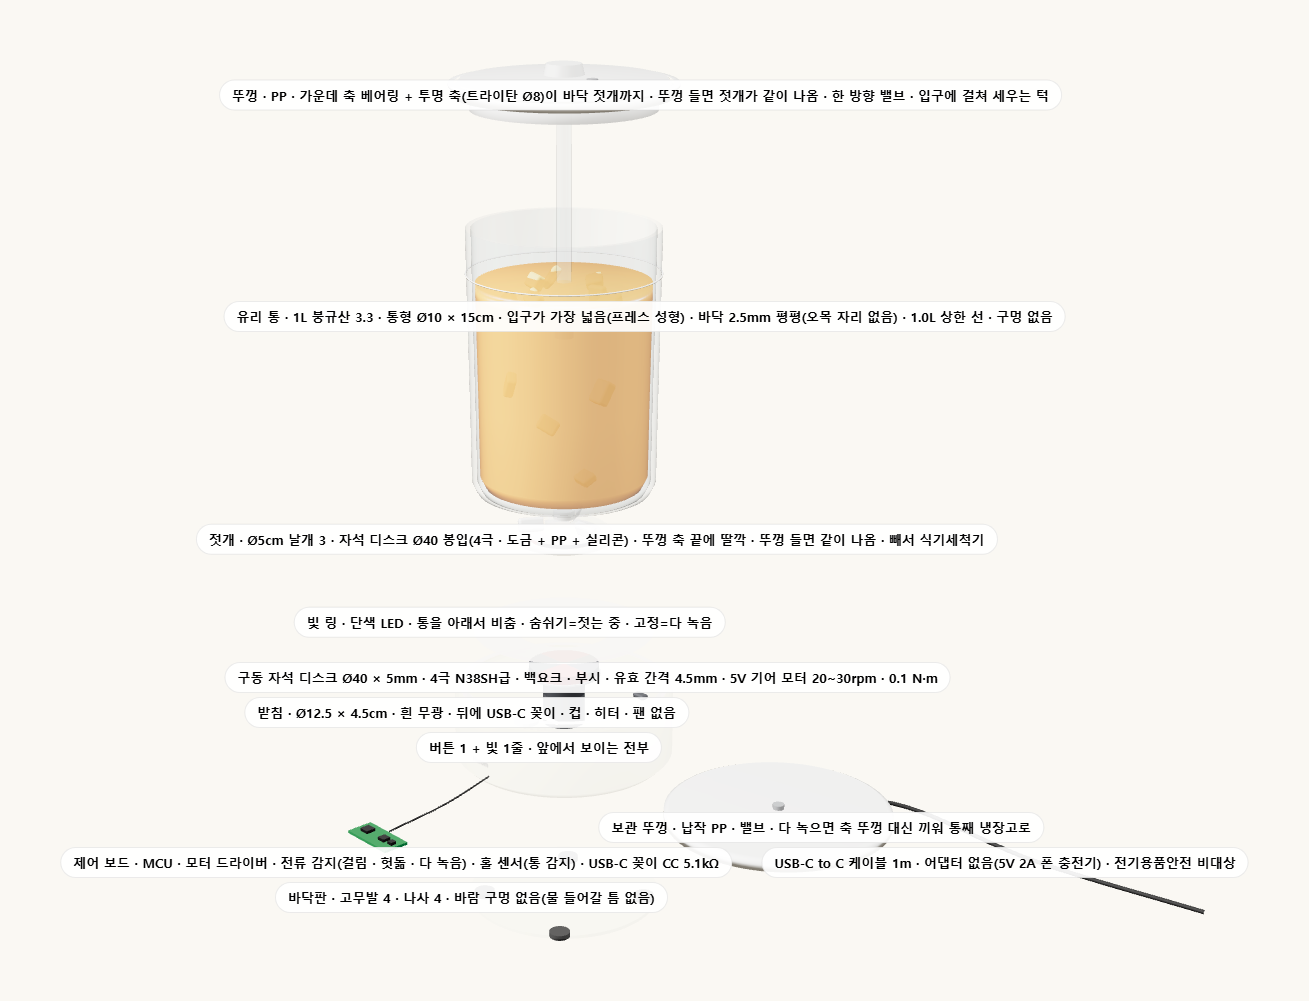 뚜껑 · PP · 가운데 축 베어링 + 투명 축(트라이탄 Ø8)이 바닥 젓개까지 · 뚜껑 들면 젓개가 같이 나옴 · 한 방향 밸브 · 입구에 걸쳐 세우는 턱
유리 통 · 1L 붕규산 3.3 · 통형 Ø10 × 15cm · 입구가 가장 넓음(프레스 성형) · 바닥 2.5mm 평평(오목 자리 없음) · 1.0L 상한 선 · 구멍 없음
젓개 · Ø5cm 날개 3 · 자석 디스크 Ø40 봉입(4극 · 도금 + PP + 실리콘) · 뚜껑 축 끝에 딸깍 · 뚜껑 들면 같이 나옴 · 빼서 식기세척기
빛 링 · 단색 LED · 통을 아래서 비춤 · 숨쉬기=젓는 중 · 고정=다 녹음
구동 자석 디스크 Ø40 × 5mm · 4극 N38SH급 · 백요크 · 부시 · 유효 간격 4.5mm · 5V 기어 모터 20~30rpm · 0.1 N·m
받침 · Ø12.5 × 4.5cm · 흰 무광 · 뒤에 USB-C 꽂이 · 컵 · 히터 · 팬 없음
버튼 1 + 빛 1줄 · 앞에서 보이는 전부
보관 뚜껑 · 납작 PP · 밸브 · 다 녹으면 축 뚜껑 대신 끼워 통째 냉장고로
제어 보드 · MCU · 모터 드라이버 · 전류 감지(걸림 · 헛돎 · 다 녹음) · 홀 센서(통 감지) · USB-C 꽂이 CC 5.1kΩ
USB-C to C 케이블 1m · 어댑터 없음(5V 2A 폰 충전기) · 전기용품안전 비대상
바닥판 · 고무발 4 · 나사 4 · 바람 구멍 없음(물 들어갈 틈 없음)